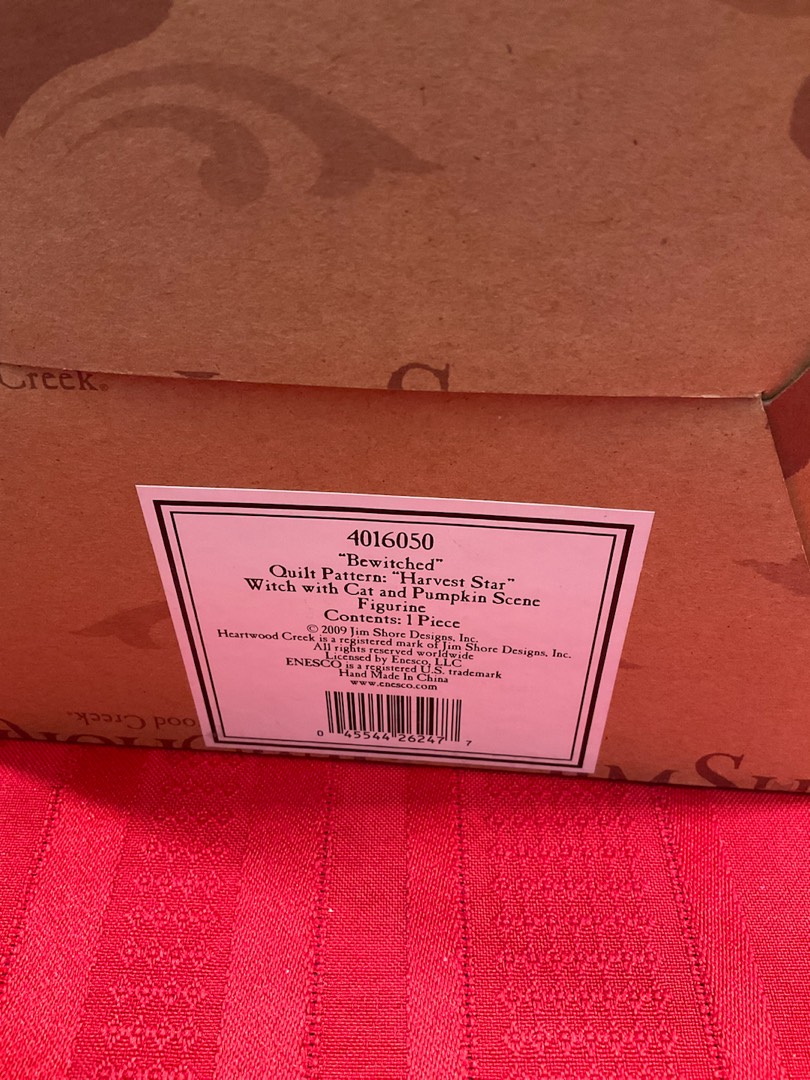 Creek®
S
4016050
"Bewitched"
Quilt Pattern: "Harvest Star"
Witch with Cat and Pumpkin Scene
Figurine
Contents: 1 Piece
© 2009 Jim Shore Designs, Inc.
Heartwood Creek is a registered mark of Jim Shore Designs, Inc.
All rights reserved worldwide
Licensed by Enesco, LLC
ENESCO is a registered U.S. trademark
Hand Made In China
www.enesco.com
0 45544 26247 7
ood Creek®